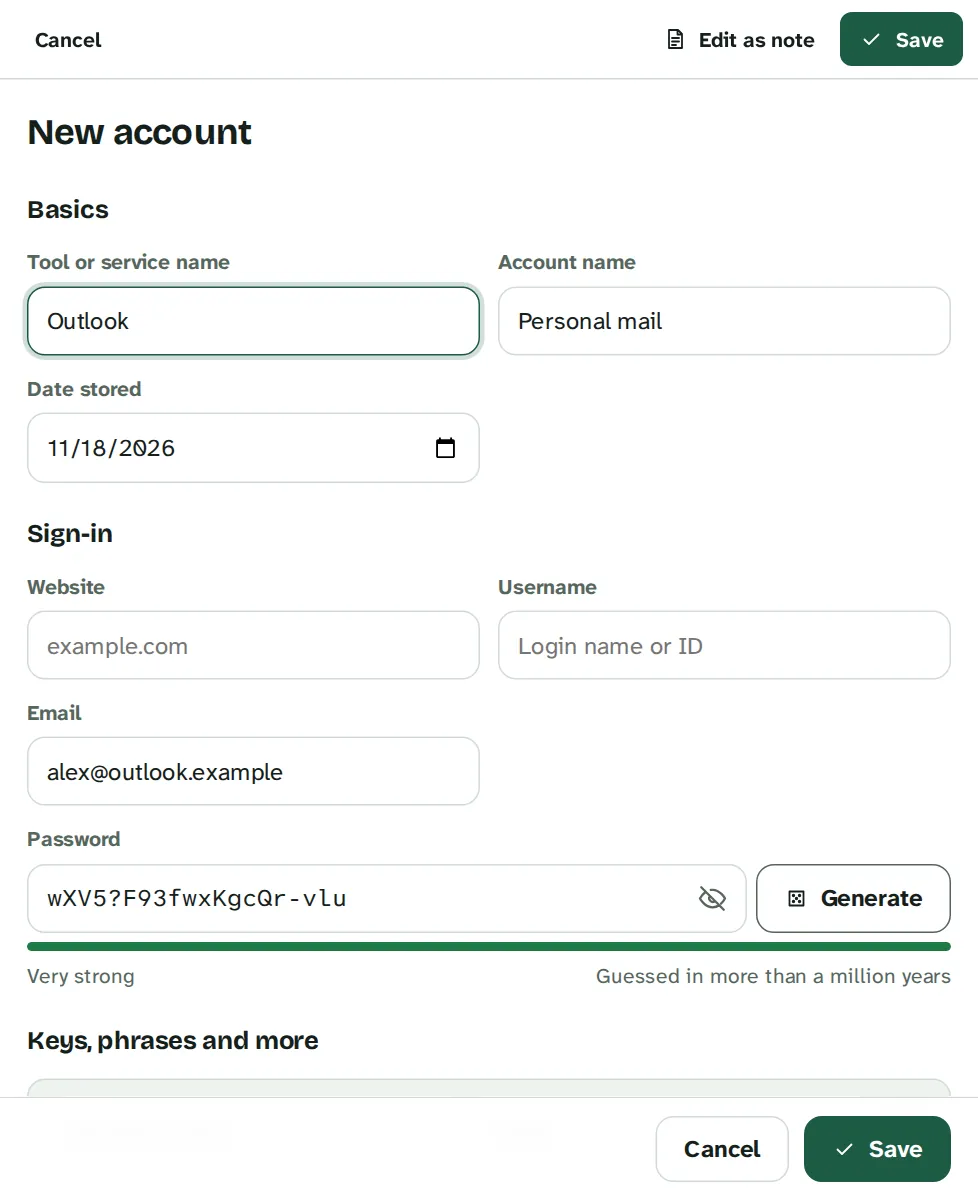 Cancel
Edit as note
Save
New account
Basics
Tool or service name
Account name
Outlook
Personal mail
Date stored
11/18/2026
Sign-in
Website
Username
example.com
Login name or ID
Email
alex@outlook.example
Password
wXV5?F93fwxKgcQr-vlu
Generate
Very strong
Guessed in more than a million years
Keys, phrases and more
Cancel
Save